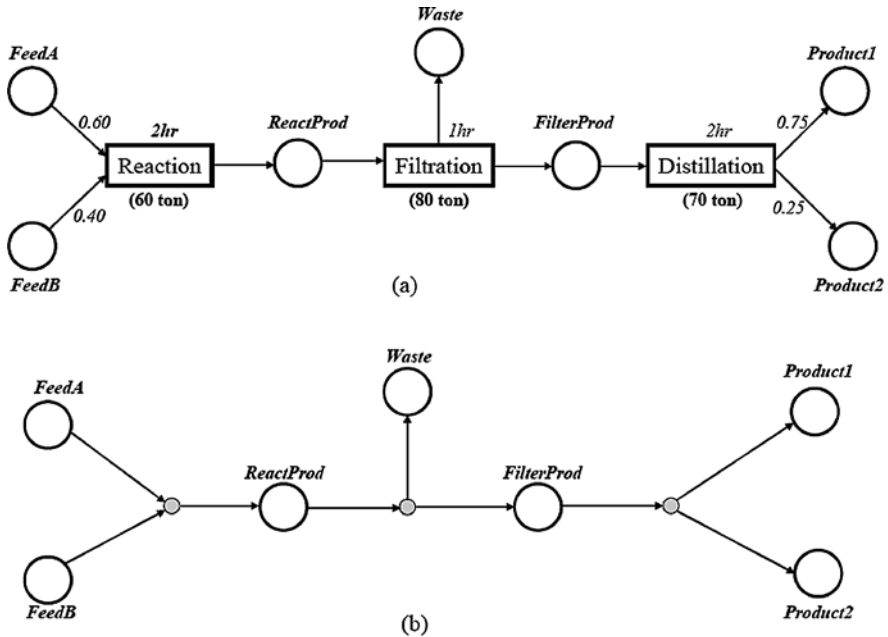 Waste
FeedA
Product1
0.60
2hr
ReactProd
1hr
FilterProd
2hr
0.75
Reaction
Filtration
Distillation
(60 ton)
(80 ton)
(70 ton)
0.40
0.25
FeedB
Product2
(a)
Waste
FeedA
Product1
ReactProd
FilterProd
FeedB
Product2
(b)